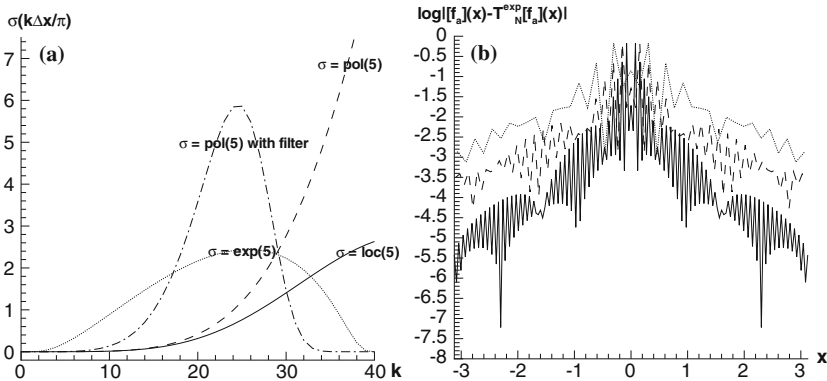 σ(kΔx/π)
7
6
5
4
3
2
1
0
(a)
σ = pol(5)
σ = pol(5) with filter
σ = exp(5)
σ = loc(5)
0 10 20 30 40 k
log|[fₐ](x)-T^exp_N[fₐ](x)|
0
-0.5
-1
-1.5
-2
-2.5
-3
-3.5
-4
-4.5
-5
-5.5
-6
-6.5
-7
-7.5
-8
(b)
-3 -2 -1 0 1 2 3 x